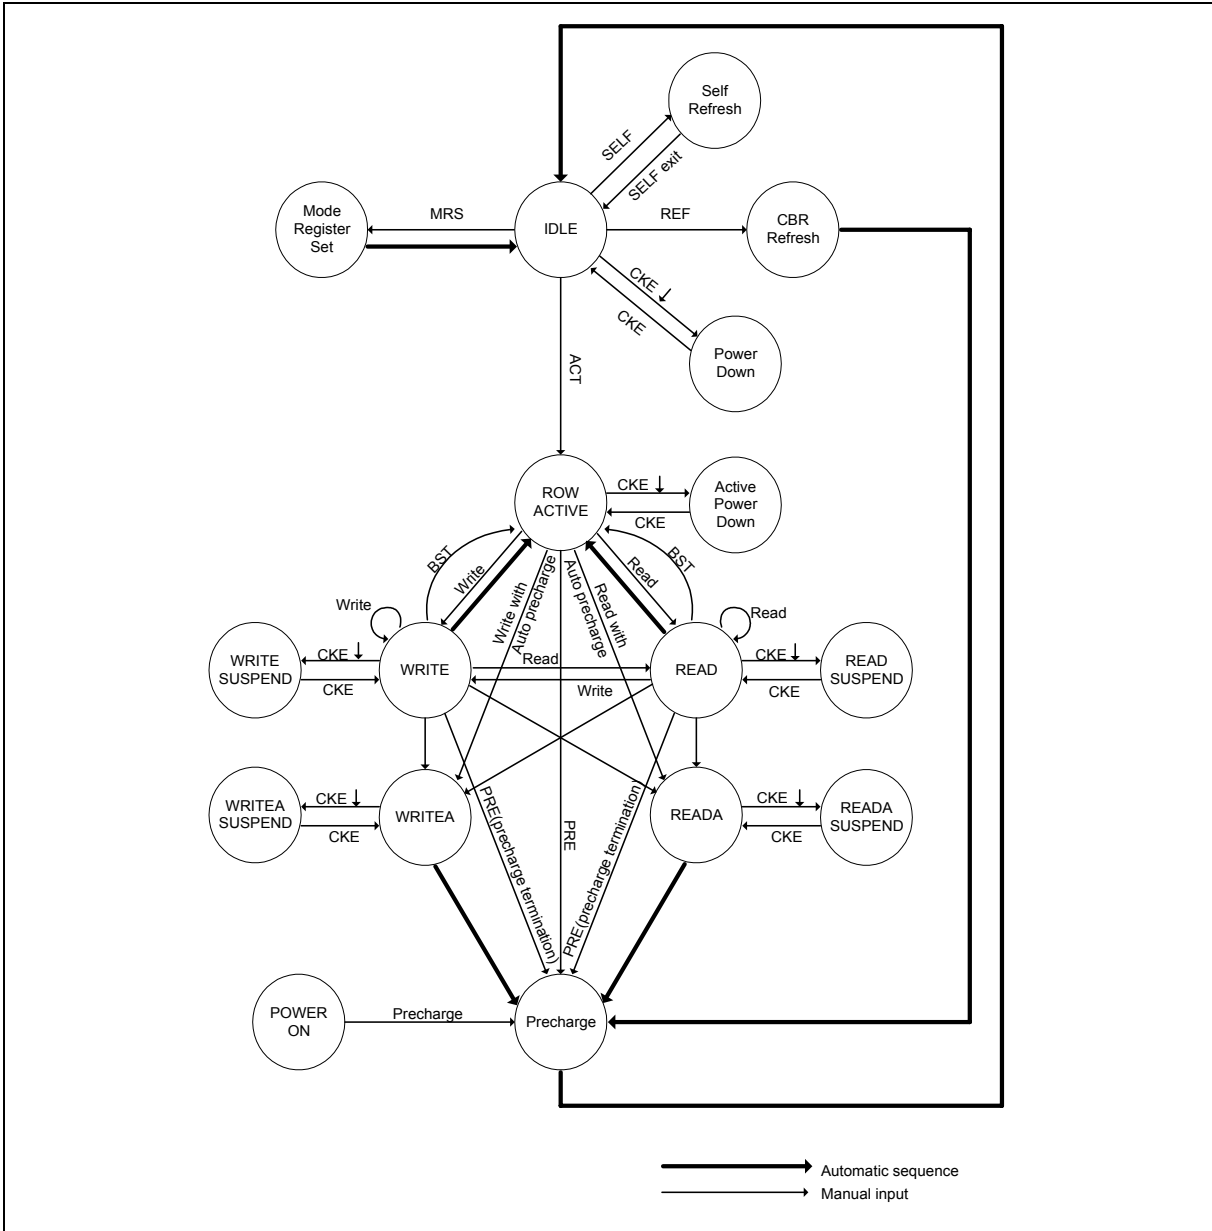 Self
Refresh
SELF
SELF exit
Mode
Register
Set
MRS
IDLE
REF
CBR
Refresh
CKE
CKE
Power
Down
ACT
ROW
ACTIVE
CKE
CKE
Active
Power
Down
BST
Write
Write with
Auto precharge
Auto precharge
Read with
Read
BST
Write
Read
WRITE
SUSPEND
CKE
CKE
WRITE
Read
Write
READ
CKE
CKE
READ
SUSPEND
WRITEA
SUSPEND
CKE
CKE
WRITEA
PRE(precharge termination)
PRE
PRE(precharge termination)
READA
CKE
CKE
READA
SUSPEND
POWER
ON
Precharge
Precharge
Automatic sequence
Manual input